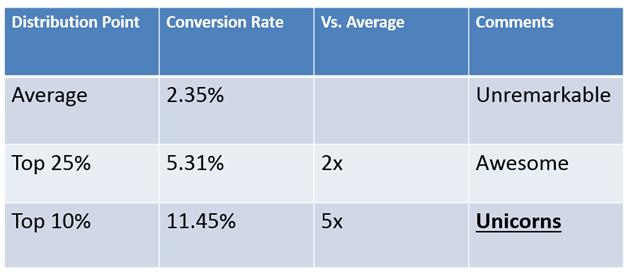 Distribution Point Conversion Rate Vs. Average Comments
Average 2.35% Unremarkable
Top 25% 5.31% 2x Awesome
Top 10% 11.45% 5x Unicorns